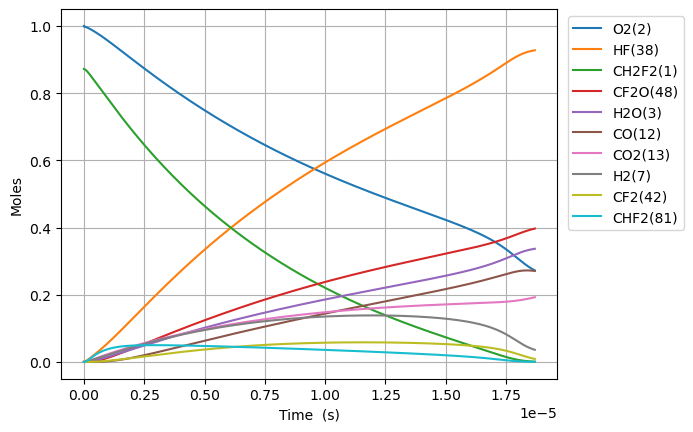 1.0
0.8
0.6
0.4
0.2
0.0
Moles
0.00
0.25
0.50
0.75
1.00
1.25
1.50
1.75
1e−5
Time  (s)
O2(2)
HF(38)
CH2F2(1)
CF2O(48)
H2O(3)
CO(12)
CO2(13)
H2(7)
CF2(42)
CHF2(81)